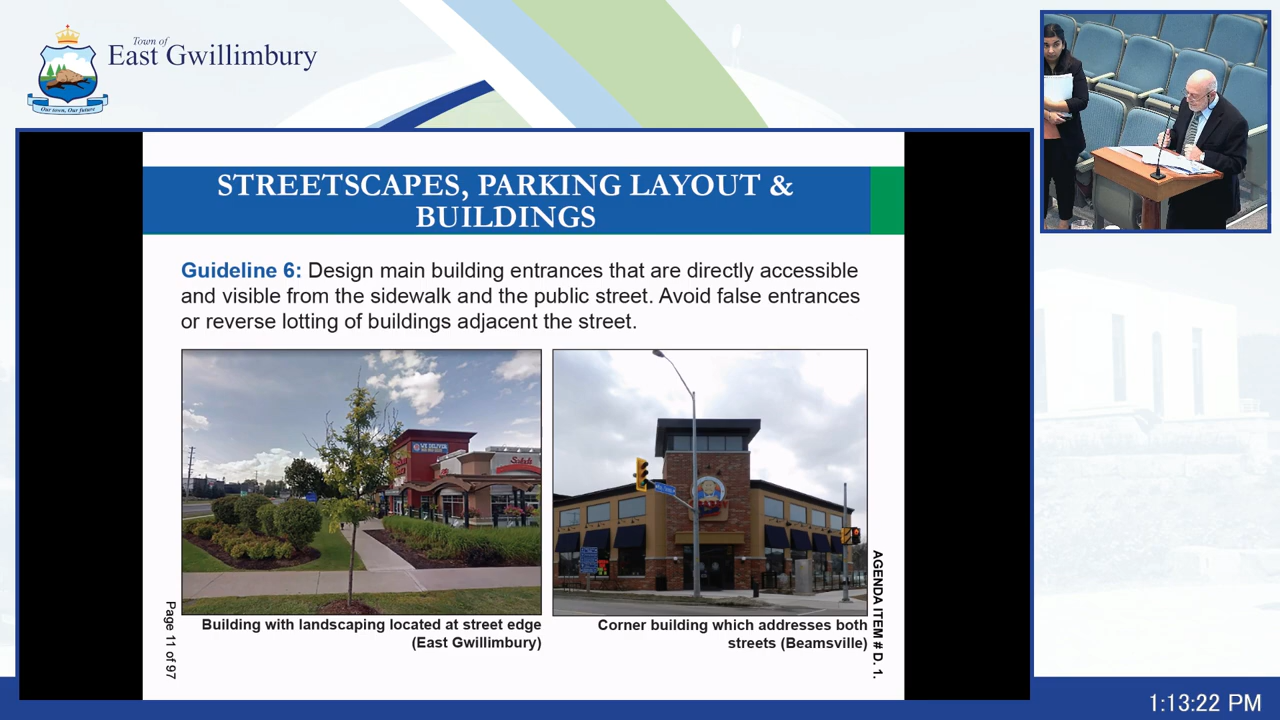 Town of
East Gwillimbury
Our town, Our future
STREETSCAPES, PARKING LAYOUT &
BUILDINGS
Guideline 6: Design main building entrances that are directly accessible
and visible from the sidewalk and the public street. Avoid false entrances
or reverse lotting of buildings adjacent the street.
WE DELIVER
Building with landscaping located at street edge
(East Gwillimbury)
Corner building which addresses both
streets (Beamsville)
Page 11 of 97
AGENDA ITEM # D. 1.
1:13:22 PM